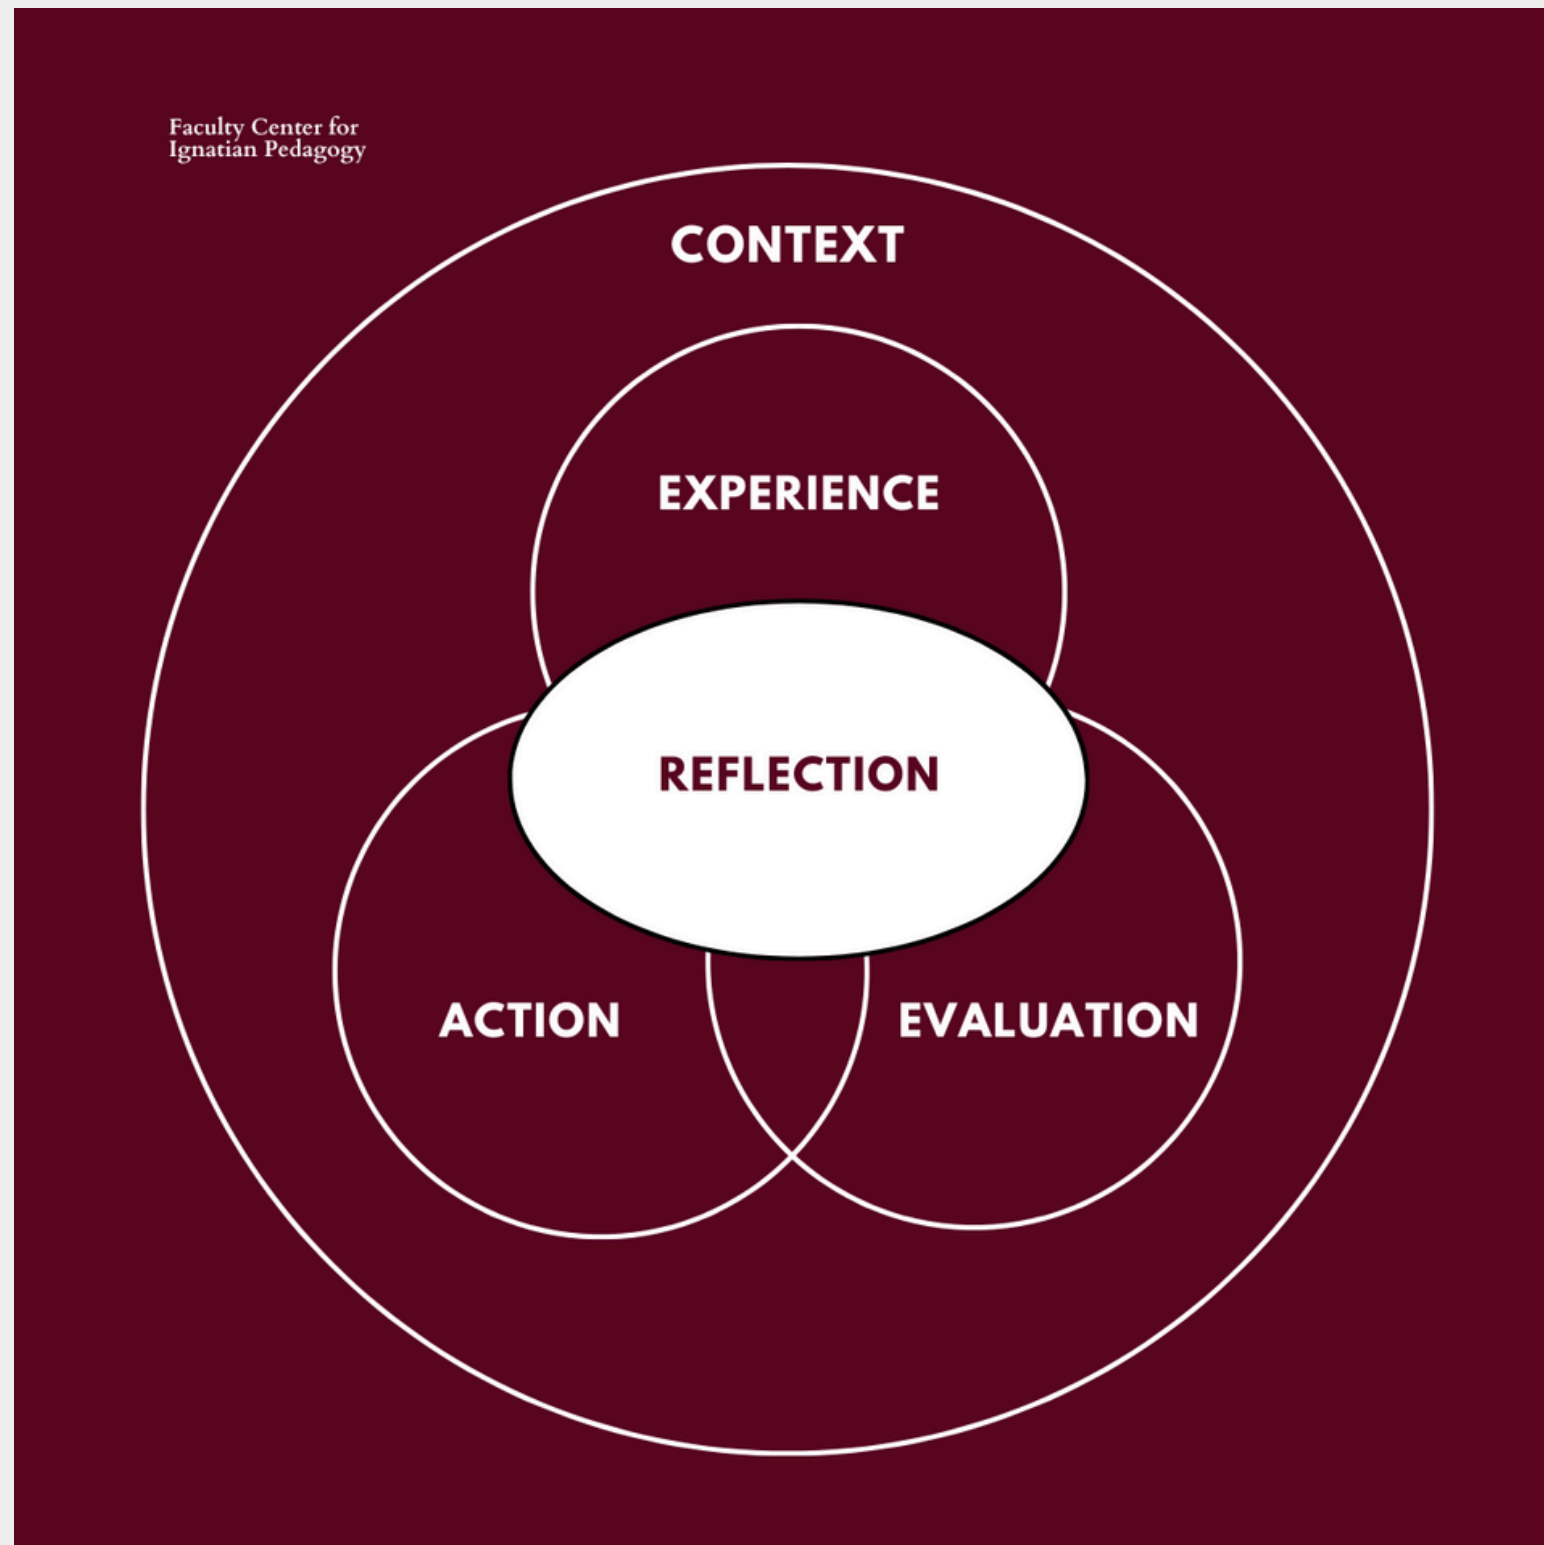 Faculty Center for
Ignatian Pedagogy
CONTEXT
EXPERIENCE
REFLECTION
ACTION
EVALUATION